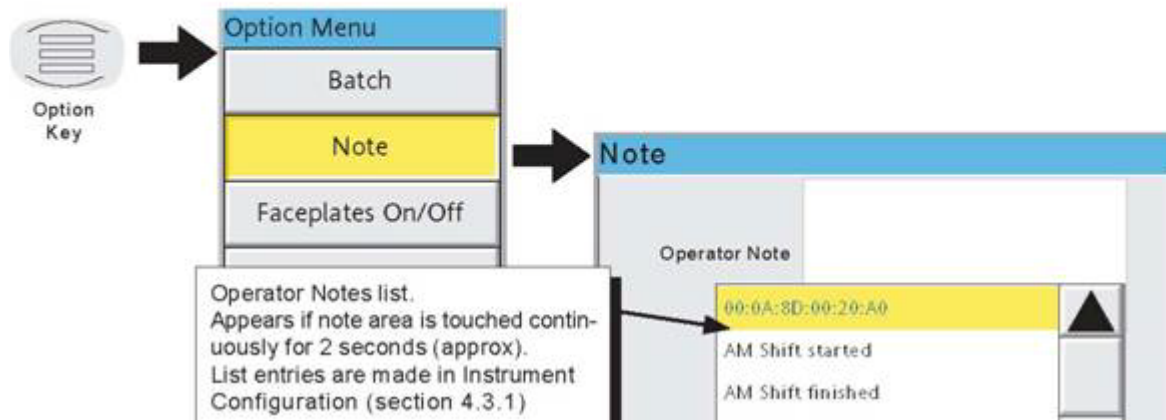 Option
Key
Option Menu
Batch
Note
Faceplates On/Off
Note
Operator Note
Operator Notes list.
Appears if note area is touched contin-
uously for 2 seconds (approx).
List entries are made in Instrument
Configuration (section 4.3.1)
00:0A:8D:00:20:A0
AM Shift started
AM Shift finished